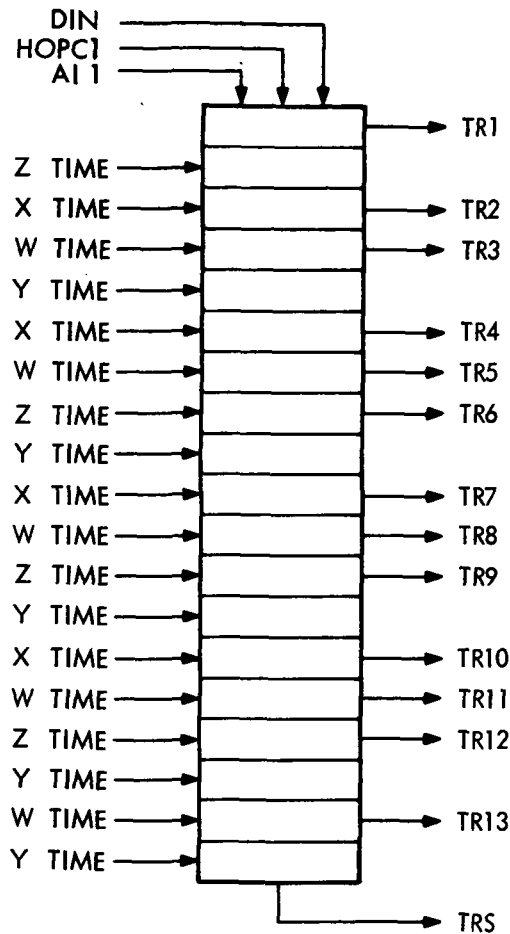 DIN
HOPC1
AI 1
TR1
Z TIME
X TIME TR2
W TIME TR3
Y TIME
X TIME TR4
W TIME TR5
Z TIME TR6
Y TIME
X TIME TR7
W TIME TR8
Z TIME TR9
Y TIME
X TIME TR10
W TIME TR11
Z TIME TR12
Y TIME
W TIME TR13
Y TIME
TRS